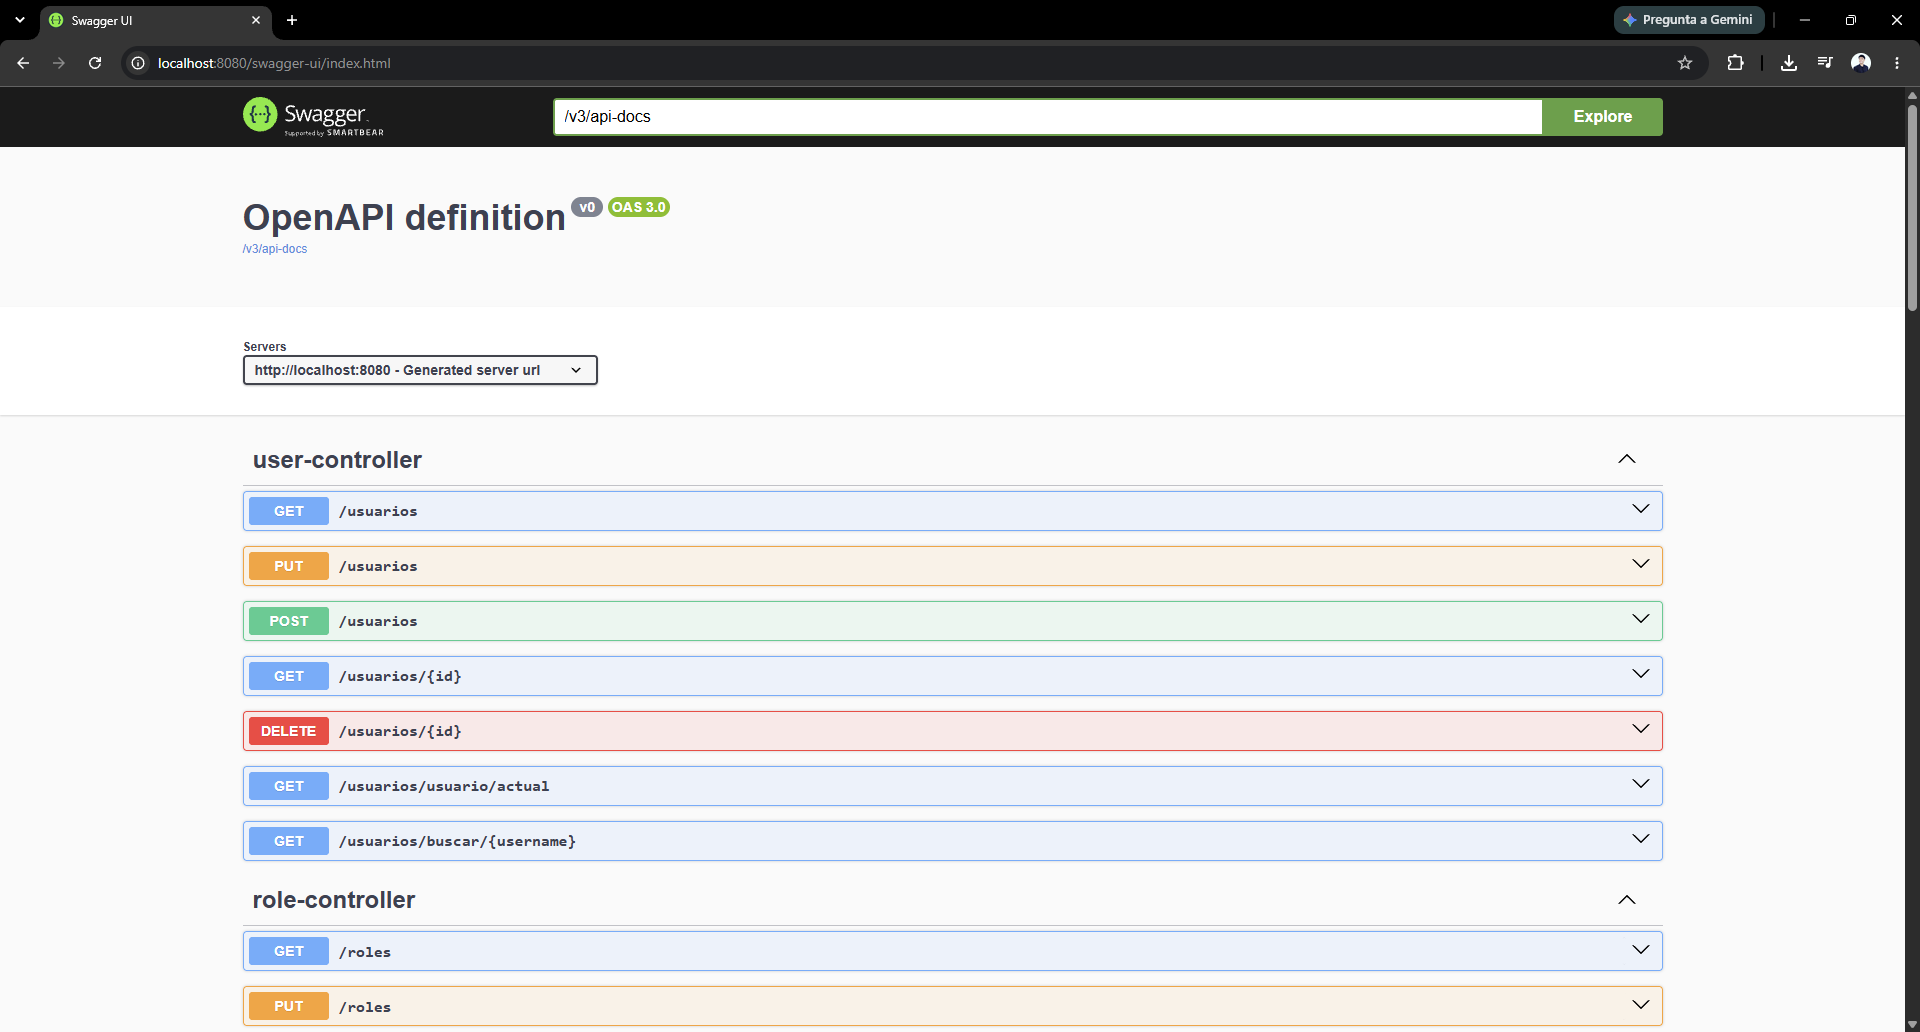 Swagger UI
Pregunta a Gemini
localhost:8080/swagger-ui/index.html
Swagger
Supported by SMARTBEAR
/v3/api-docs
Explore
OpenAPI definition v0 OAS 3.0
/v3/api-docs
Servers
http://localhost:8080 - Generated server url
user-controller
GET /usuarios
PUT /usuarios
POST /usuarios
GET /usuarios/{id}
DELETE /usuarios/{id}
GET /usuarios/usuario/actual
GET /usuarios/buscar/{username}
role-controller
GET /roles
PUT /roles